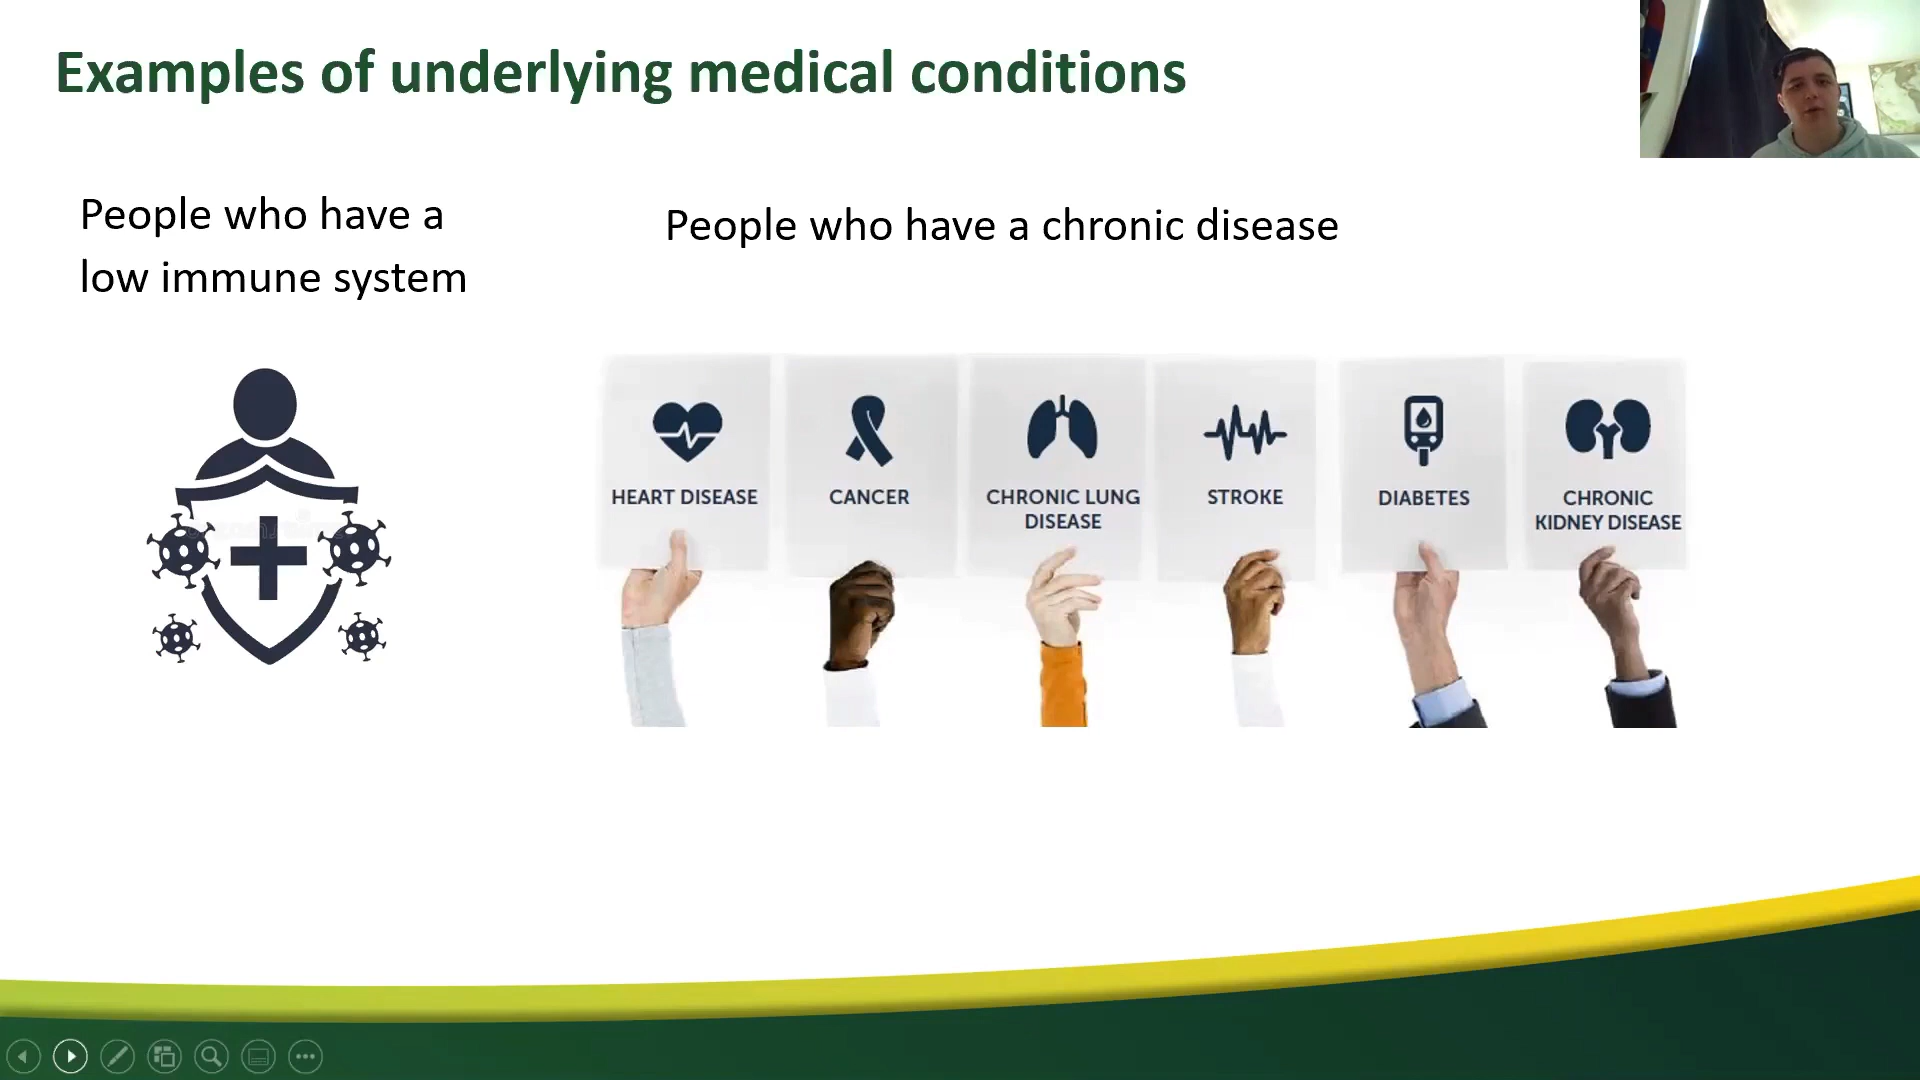 Examples of underlying medical conditions
People who have a
low immune system
People who have a chronic disease
HEART DISEASE
CANCER
CHRONIC LUNG
DISEASE
STROKE
DIABETES
CHRONIC
KIDNEY DISEASE